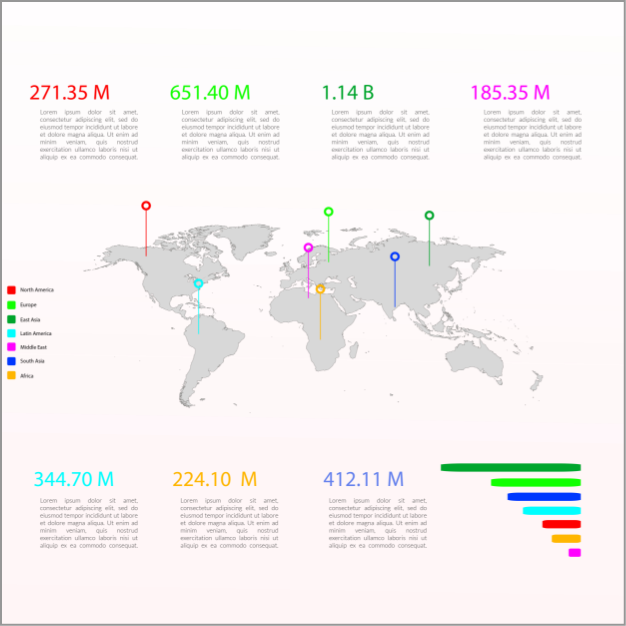 271.35 M
Lorem ipsum dolor sit amet,
consectetur adipiscing elit, sed do
eiusmod tempor incididunt ut labore
et dolore magna aliqua. Ut enim ad
minim veniam, quis nostrud
exercitation ullamco laboris nisi ut
aliquip ex ea commodo consequat.
651.40 M
Lorem ipsum dolor sit amet,
consectetur adipiscing elit, sed do
eiusmod tempor incididunt ut labore
et dolore magna aliqua. Ut enim ad
minim veniam, quis nostrud
exercitation ullamco laboris nisi ut
aliquip ex ea commodo consequat.
1.14 B
Lorem ipsum dolor sit amet,
consectetur adipiscing elit, sed do
eiusmod tempor incididunt ut labore
et dolore magna aliqua. Ut enim ad
minim veniam, quis nostrud
exercitation ullamco laboris nisi ut
aliquip ex ea commodo consequat.
185.35 M
Lorem ipsum dolor sit amet,
consectetur adipiscing elit, sed do
eiusmod tempor incididunt ut labore
et dolore magna aliqua. Ut enim ad
minim veniam, quis nostrud
exercitation ullamco laboris nisi ut
aliquip ex ea commodo consequat.
North America
Europe
East Asia
Latin America
Middle East
South Asia
Africa
344.70 M
Lorem ipsum dolor sit amet,
consectetur adipiscing elit, sed do
eiusmod tempor incididunt ut labore
et dolore magna aliqua. Ut enim ad
minim veniam, quis nostrud
exercitation ullamco laboris nisi ut
aliquip ex ea commodo consequat.
224.10 M
Lorem ipsum dolor sit amet,
consectetur adipiscing elit, sed do
eiusmod tempor incididunt ut labore
et dolore magna aliqua. Ut enim ad
minim veniam, quis nostrud
exercitation ullamco laboris nisi ut
aliquip ex ea commodo consequat.
412.11 M
Lorem ipsum dolor sit amet,
consectetur adipiscing elit, sed do
eiusmod tempor incididunt ut labore
et dolore magna aliqua. Ut enim ad
minim veniam, quis nostrud
exercitation ullamco laboris nisi ut
aliquip ex ea commodo consequat.